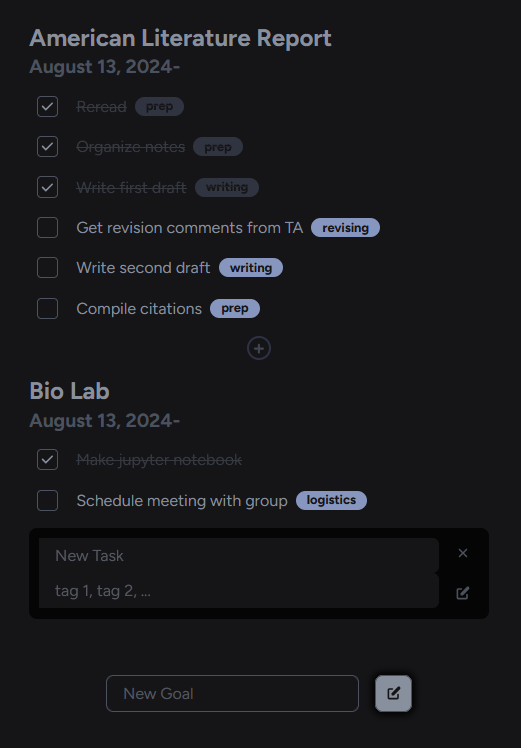 American Literature Report
August 13, 2024-
Reread prep
Organize notes prep
Write first draft writing
Get revision comments from TA revising
Write second draft writing
Compile citations prep
Bio Lab
August 13, 2024-
Make jupyter notebook
Schedule meeting with group logistics
New Task
tag 1, tag 2, ...
New Goal